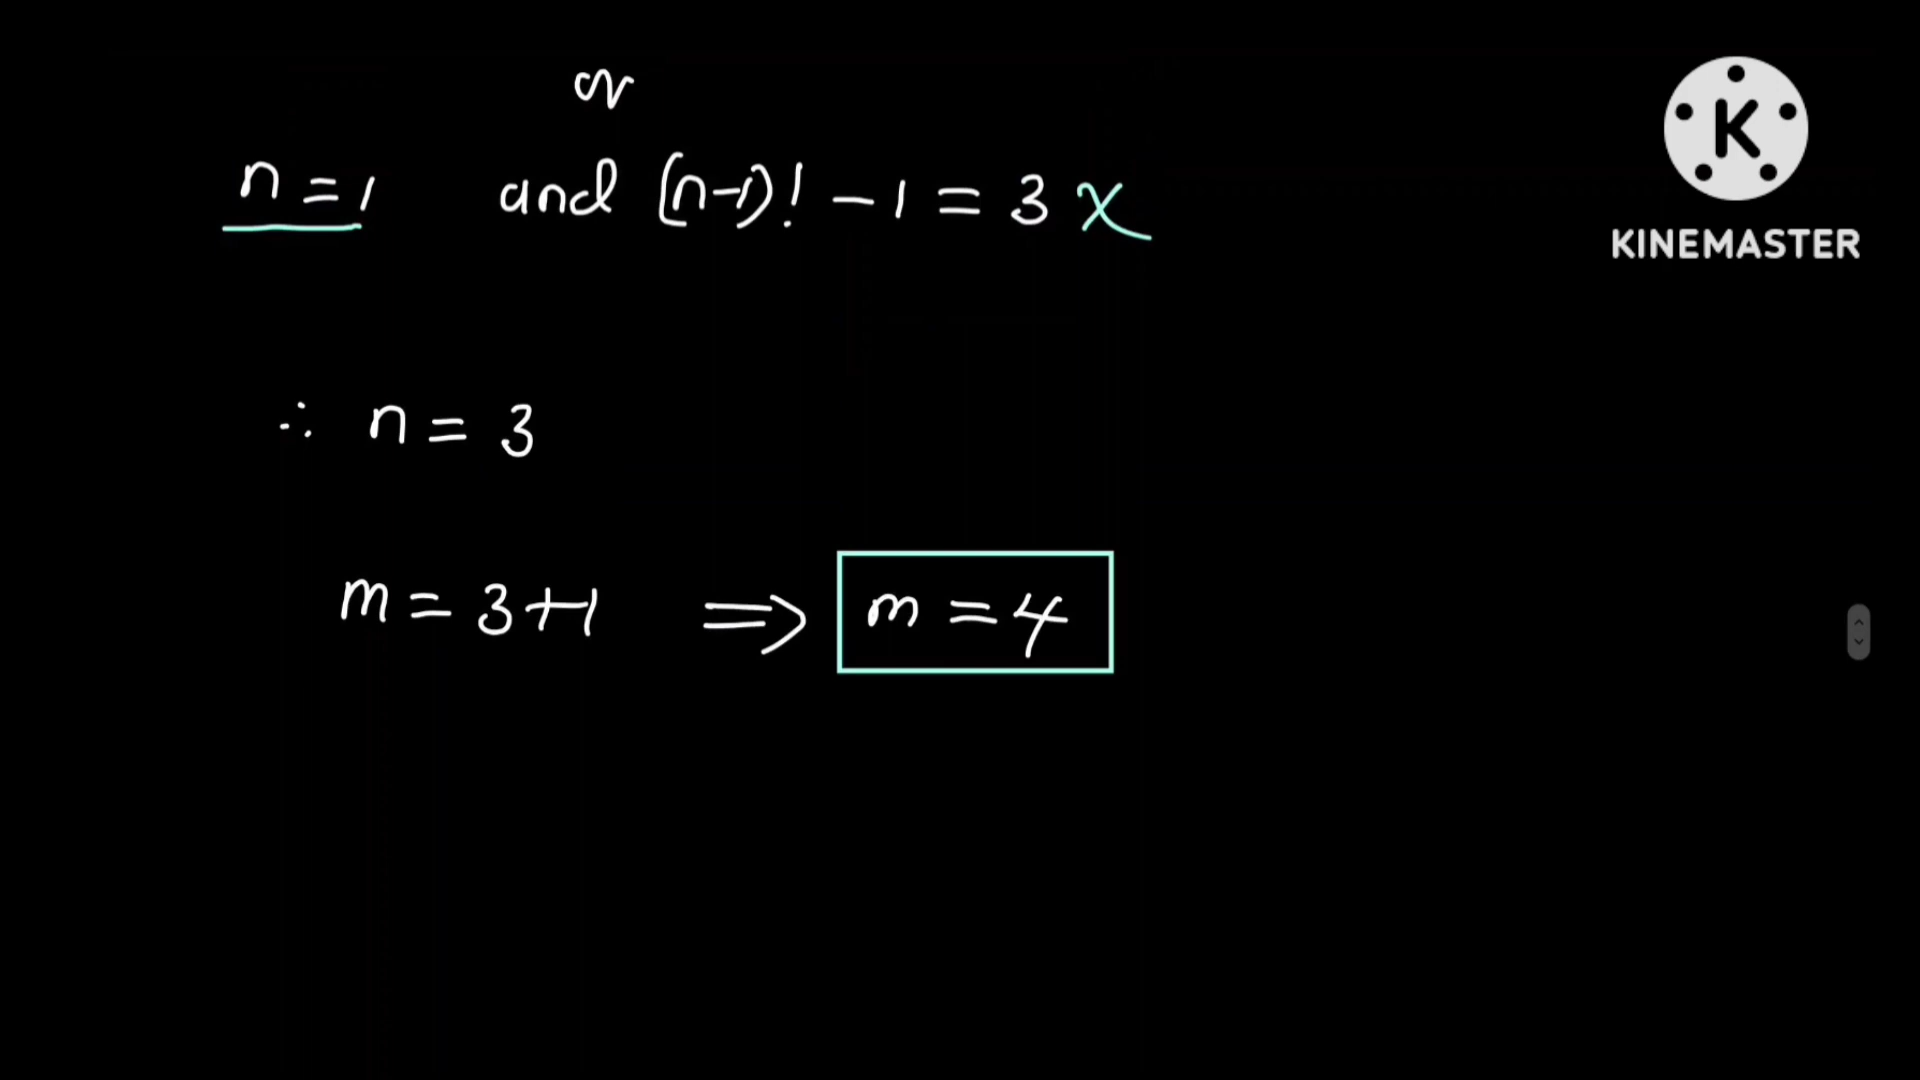 or
n = 1 and (n-1)! - 1 = 3 x
K
KINEMASTER
∴ n = 3
m = 3+1 ⇒ m = 4